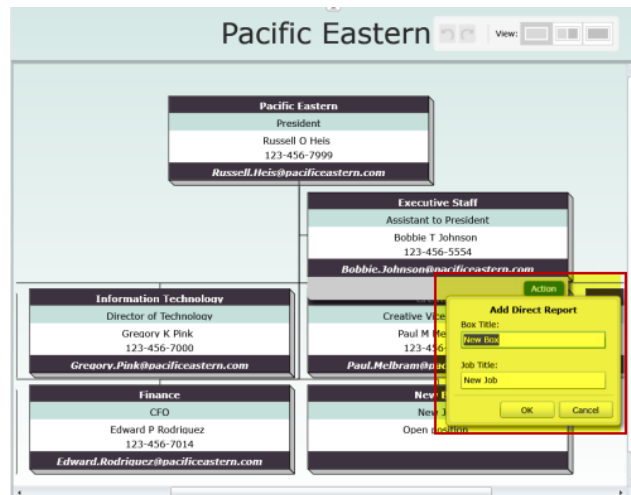 Pacific Eastern
View:
Pacific Eastern
President
Russell O Heis
123-456-7999
Russell.Heis@pacificeastern.com
Executive Staff
Assistant to President
Bobbie T Johnson
123-456-5554
Bobbie.Johnson@pacificeastern.com
Action
Information Technology
Director of Technology
Gregory K Pink
123-456-7000
Gregory.Pink@pacificeastern.com
Creative Vice
Paul M Me
123-456
Paul.Melbram@pac
Add Direct Report
Box Title:
New Box
Job Title:
New Job
OK Cancel
Finance
CFO
Edward P Rodriguez
123-456-7014
Edward.Rodriguez@pacificeastern.com
New B
New J
Open position